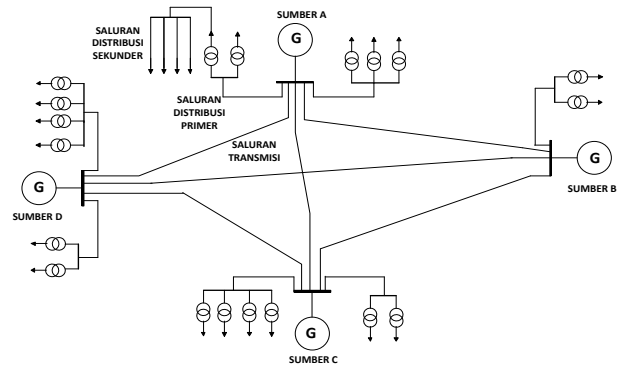 SALURAN
DISTRIBUSI
SEKUNDER
SUMBER A
G
SALURAN
DISTRIBUSI
PRIMER
SALURAN
TRANSMISI
G
SUMBER B
G
SUMBER D
G
SUMBER C